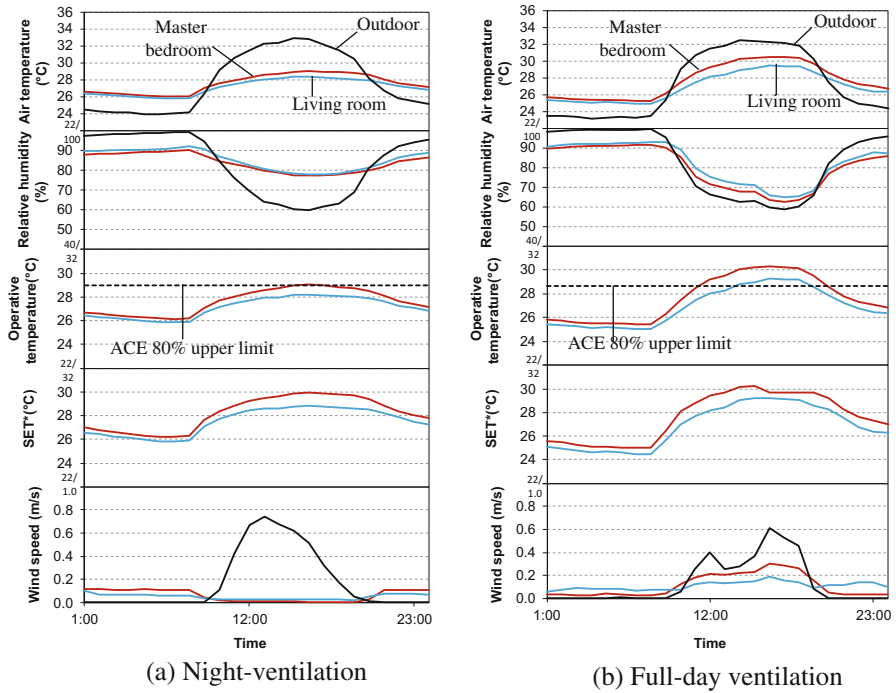 Air temperature
(°C)
36
34
32
30
28
26
24
22/
Master
bedroom
Outdoor
Living room
Relative humidity
(%)
100
90
80
70
60
50
40/
Operative
temperature(°C)
32
30
28
26
24
22/
ACE 80% upper limit
SET*(°C)
32
30
28
26
24
22/
Wind speed (m/s)
1.0
0.8
0.6
0.4
0.2
0.0
1:00
12:00
23:00
Time
(a) Night-ventilation
Air temperature
(°C)
36
34
32
30
28
26
24
22/
Master
bedroom
Outdoor
Living room
Relative humidity
(%)
100
90
80
70
60
50
40/
Operative
temperature(°C)
32
30
28
26
24
22/
ACE 80% upper limit
SET*(°C)
32
30
28
26
24
22/
Wind speed (m/s)
1.0
0.8
0.6
0.4
0.2
0.0
1:00
12:00
23:00
Time
(b) Full-day ventilation